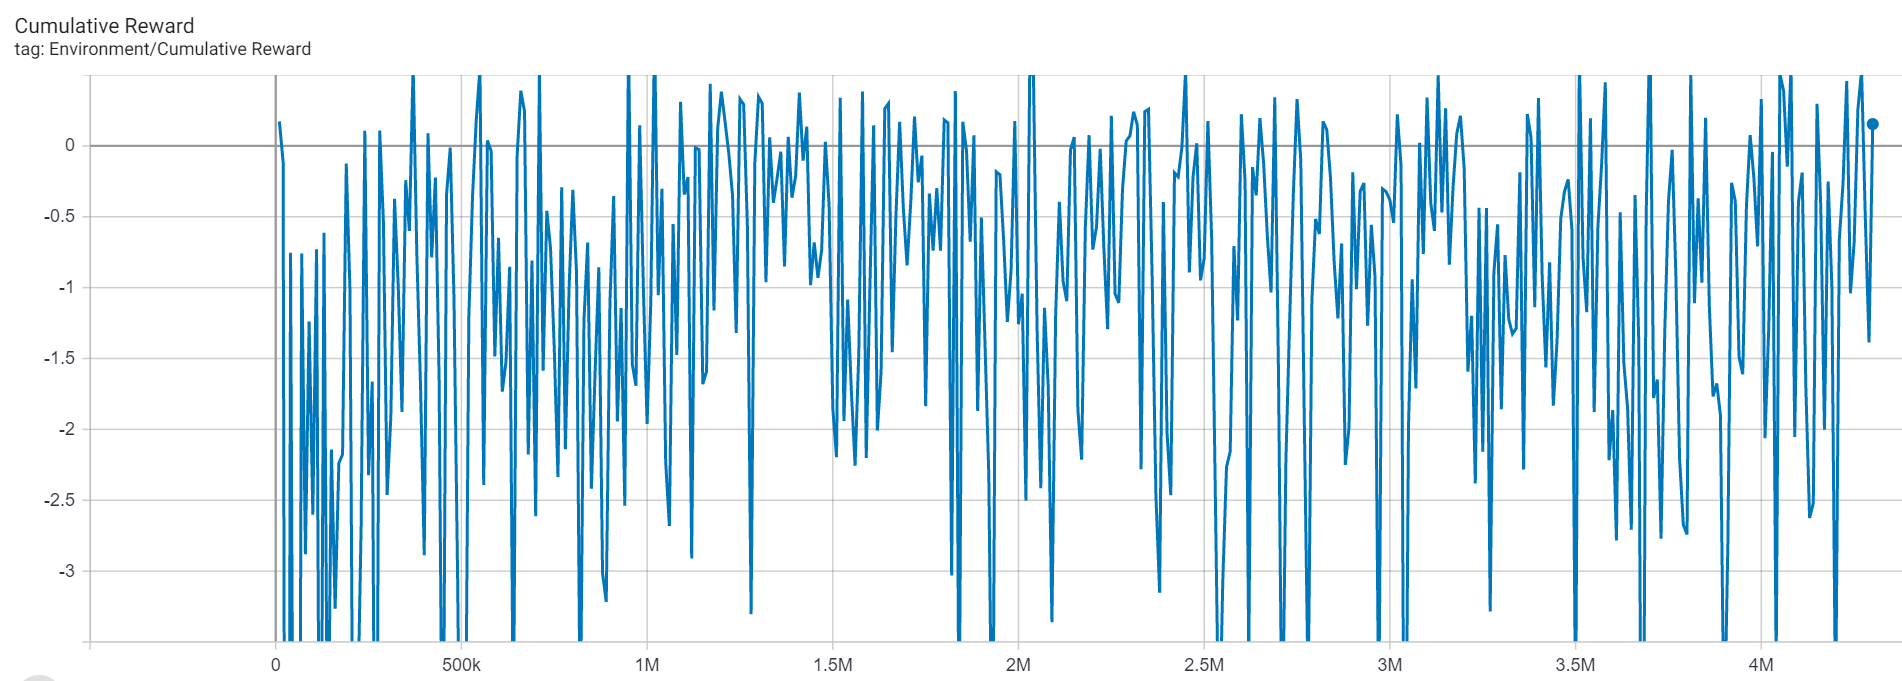 Cumulative Reward
tag: Environment/Cumulative Reward
0
-0.5
-1
-1.5
-2
-2.5
-3
0 500k 1M 1.5M 2M 2.5M 3M 3.5M 4M